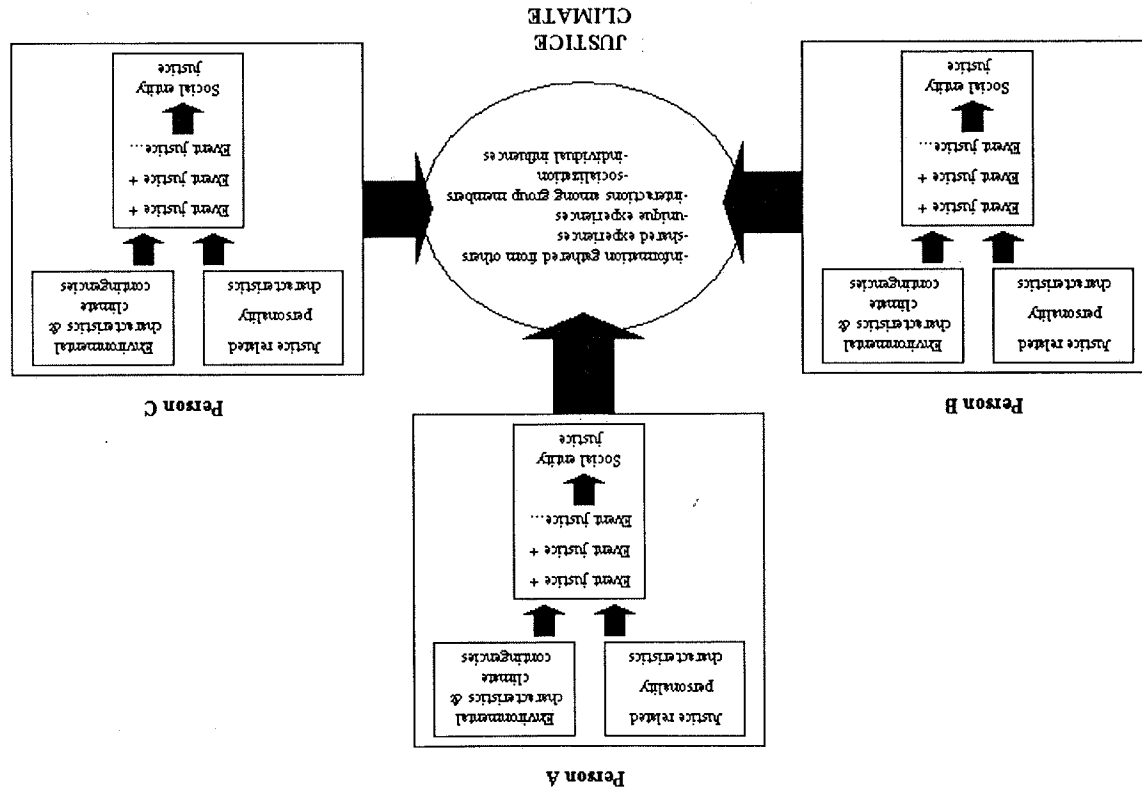 Person A
Justice related
personality
characteristics
Environmental
characteristics &
climate
contingencies
Event justice +
Event justice +
Event justice...
Social entity
justice
Person B
Justice related
personality
characteristics
Environmental
characteristics &
climate
contingencies
Event justice +
Event justice +
Event justice...
Social entity
justice
-information gathered from others
-shared experiences
-unique experiences
-interactions among group members
-socialization
-individual influences
JUSTICE
CLIMATE
Person C
Justice related
personality
characteristics
Environmental
characteristics &
climate
contingencies
Event justice +
Event justice +
Event justice...
Social entity
justice